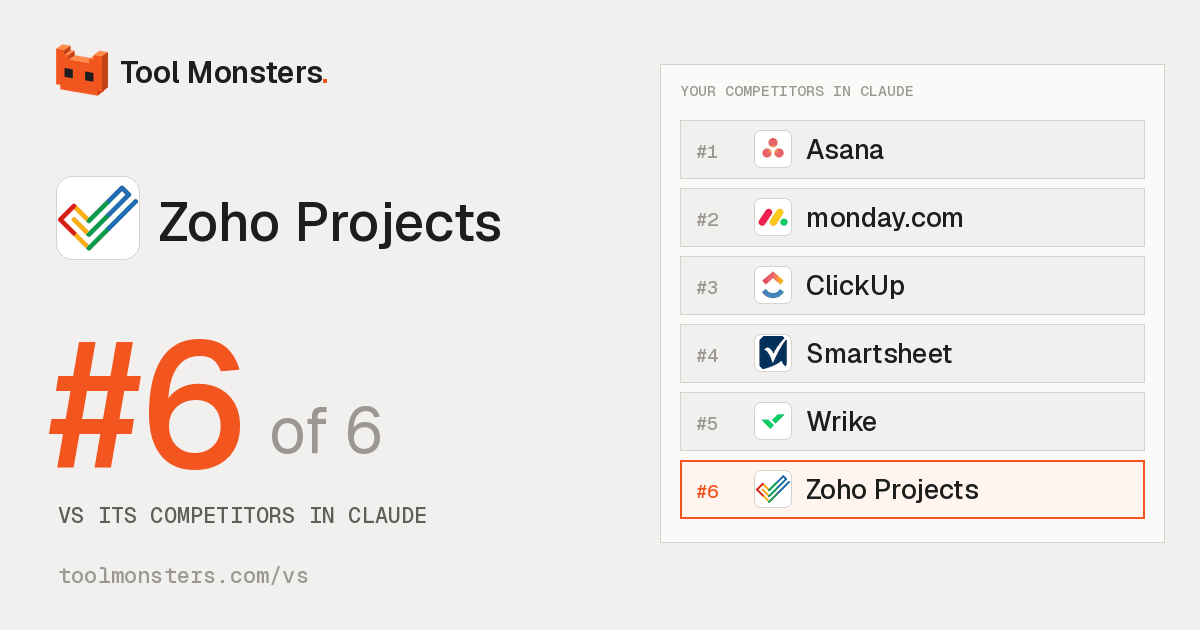 Tool Monsters.
Zoho Projects
#6 of 6
VS ITS COMPETITORS IN CLAUDE
toolmonsters.com/vs
YOUR COMPETITORS IN CLAUDE
#1 Asana
#2 monday.com
#3 ClickUp
#4 Smartsheet
#5 Wrike
#6 Zoho Projects